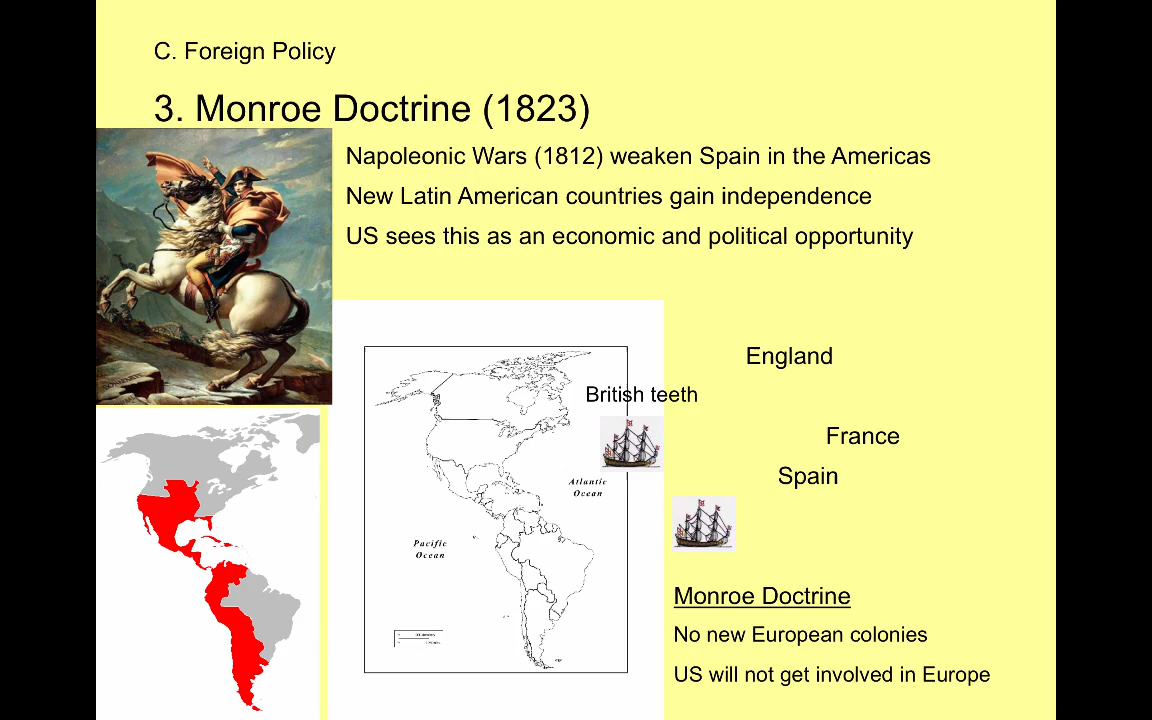 C. Foreign Policy
3. Monroe Doctrine (1823)
Napoleonic Wars (1812) weaken Spain in the Americas
New Latin American countries gain independence
US sees this as an economic and political opportunity
England
British teeth
France
Spain
Atlantic
Ocean
Pacific
Ocean
Monroe Doctrine
No new European colonies
US will not get involved in Europe